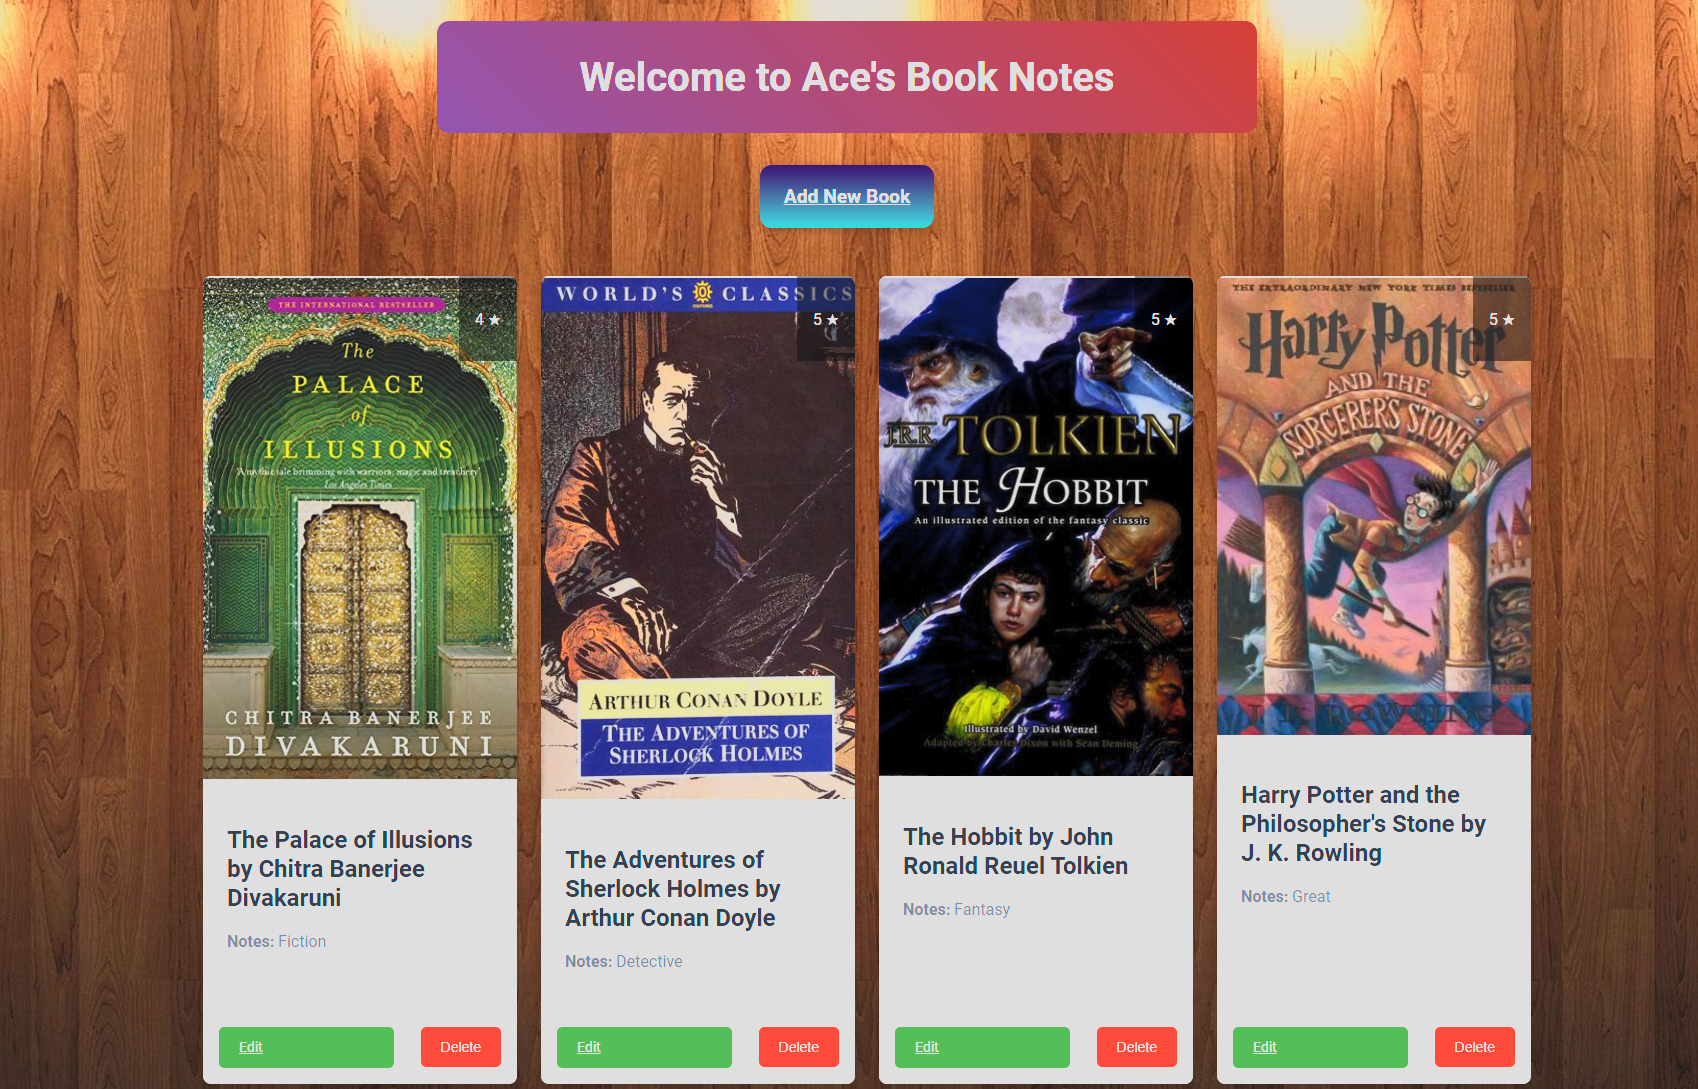 Welcome to Ace's Book Notes
Add New Book
THE INTERNATIONAL BESTSELLER
4 ★
The
PALACE
of
ILLUSIONS
'A mythic tale brimming with warriors, magic and treachery'
Los Angeles Times
CHITRA BANERJEE
DIVAKARUNI
The Palace of Illusions
by Chitra Banerjee
Divakaruni
Notes: Fiction
Edit
Delete
WORLD'S CLASSICS
OXFORD
5 ★
ARTHUR CONAN DOYLE
THE ADVENTURES OF
SHERLOCK HOLMES
The Adventures of
Sherlock Holmes by
Arthur Conan Doyle
Notes: Detective
Edit
Delete
5 ★
J.R.R. TOLKIEN
THE HOBBIT
An illustrated edition of the fantasy classic
Illustrated by David Wenzel
Adapted by Charles Dixon with Sean Deming
The Hobbit by John
Ronald Reuel Tolkien
Notes: Fantasy
Edit
Delete
THE EXTRAORDINARY NEW YORK TIMES BESTSELLER
5 ★
Harry Potter
AND THE
SORCERER'S STONE
J. K. ROWLING
Harry Potter and the
Philosopher's Stone by
J. K. Rowling
Notes: Great
Edit
Delete